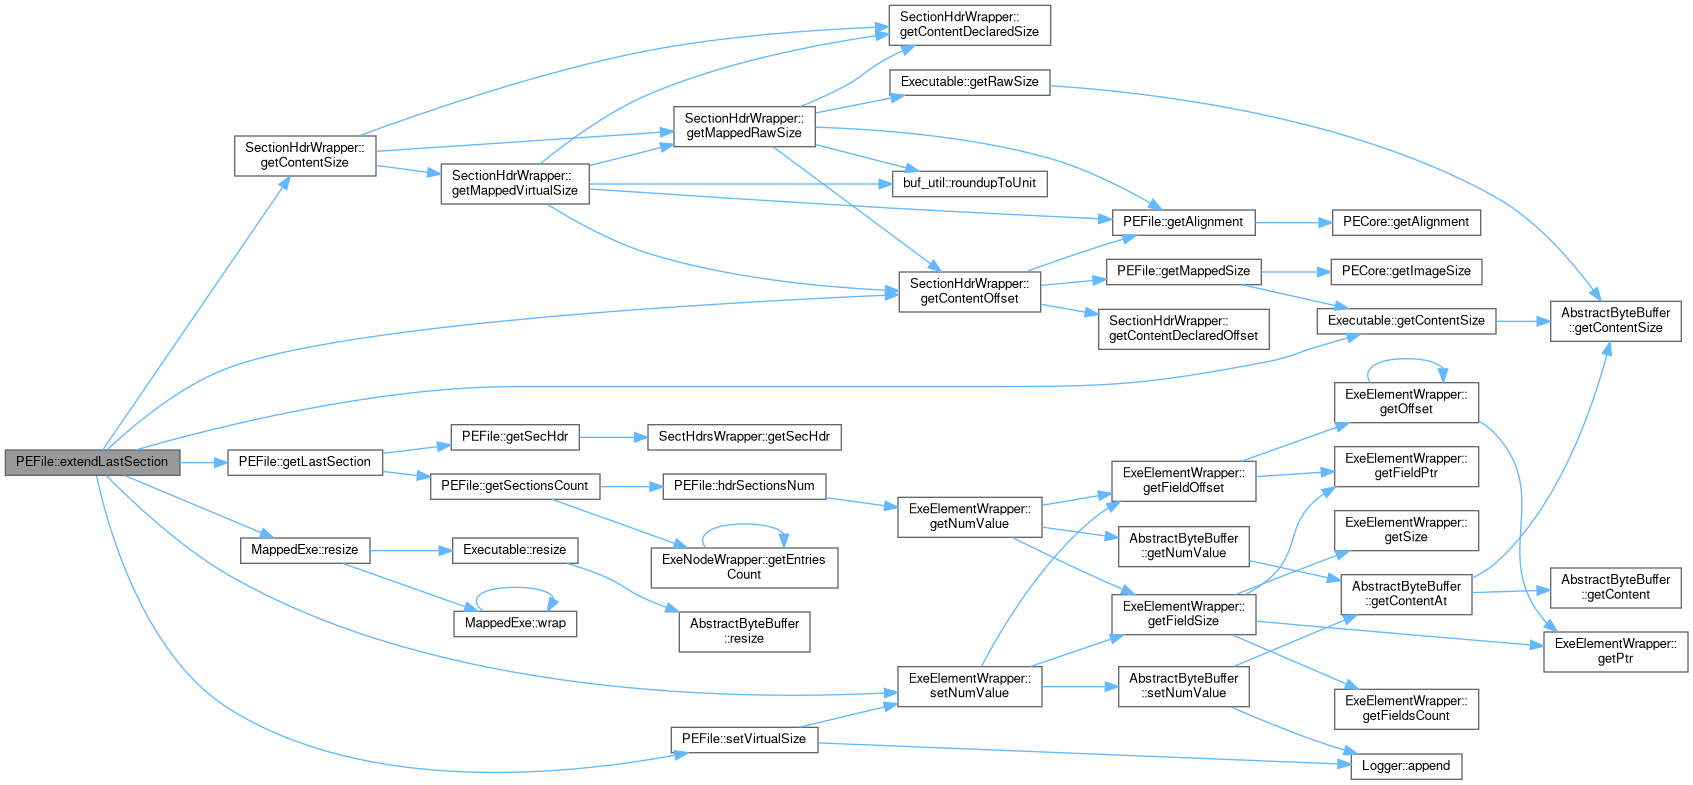 SectionHdrWrapper::
getContentDeclaredSize
Executable::getRawSize
SectionHdrWrapper::
getMappedRawSize
SectionHdrWrapper::
getContentSize
SectionHdrWrapper::
getMappedVirtualSize
buf_util::roundupToUnit
PEFile::getAlignment
PECore::getAlignment
PEFile::getMappedSize
PECore::getImageSize
SectionHdrWrapper::
getContentOffset
SectionHdrWrapper::
getContentDeclaredOffset
Executable::getContentSize
AbstractByteBuffer
::getContentSize
ExeElementWrapper::
getOffset
PEFile::extendLastSection
PEFile::getLastSection
PEFile::getSecHdr
SectHdrsWrapper::getSecHdr
PEFile::getSectionsCount
PEFile::hdrSectionsNum
ExeElementWrapper::
getFieldOffset
ExeElementWrapper::
getFieldPtr
ExeElementWrapper::
getNumValue
AbstractByteBuffer
::getNumValue
ExeElementWrapper::
getSize
MappedExe::resize
Executable::resize
ExeNodeWrapper::getEntries
Count
MappedExe::wrap
AbstractByteBuffer
::resize
ExeElementWrapper::
getFieldSize
AbstractByteBuffer
::getContentAt
AbstractByteBuffer
::getContent
ExeElementWrapper::
getPtr
ExeElementWrapper::
setNumValue
AbstractByteBuffer
::setNumValue
ExeElementWrapper::
getFieldsCount
PEFile::setVirtualSize
Logger::append